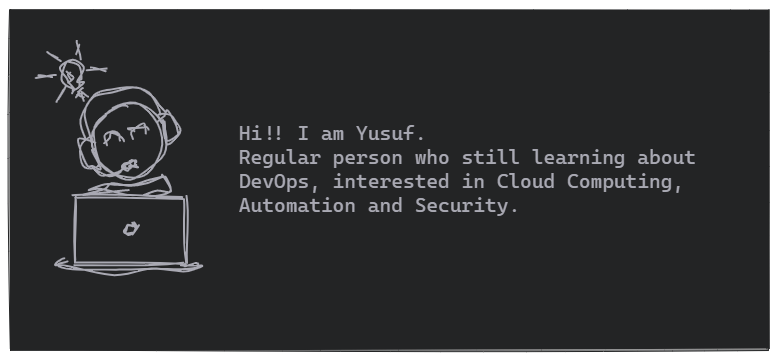 Hi!! I am Yusuf.
Regular person who still learning about
DevOps, interested in Cloud Computing,
Automation and Security.